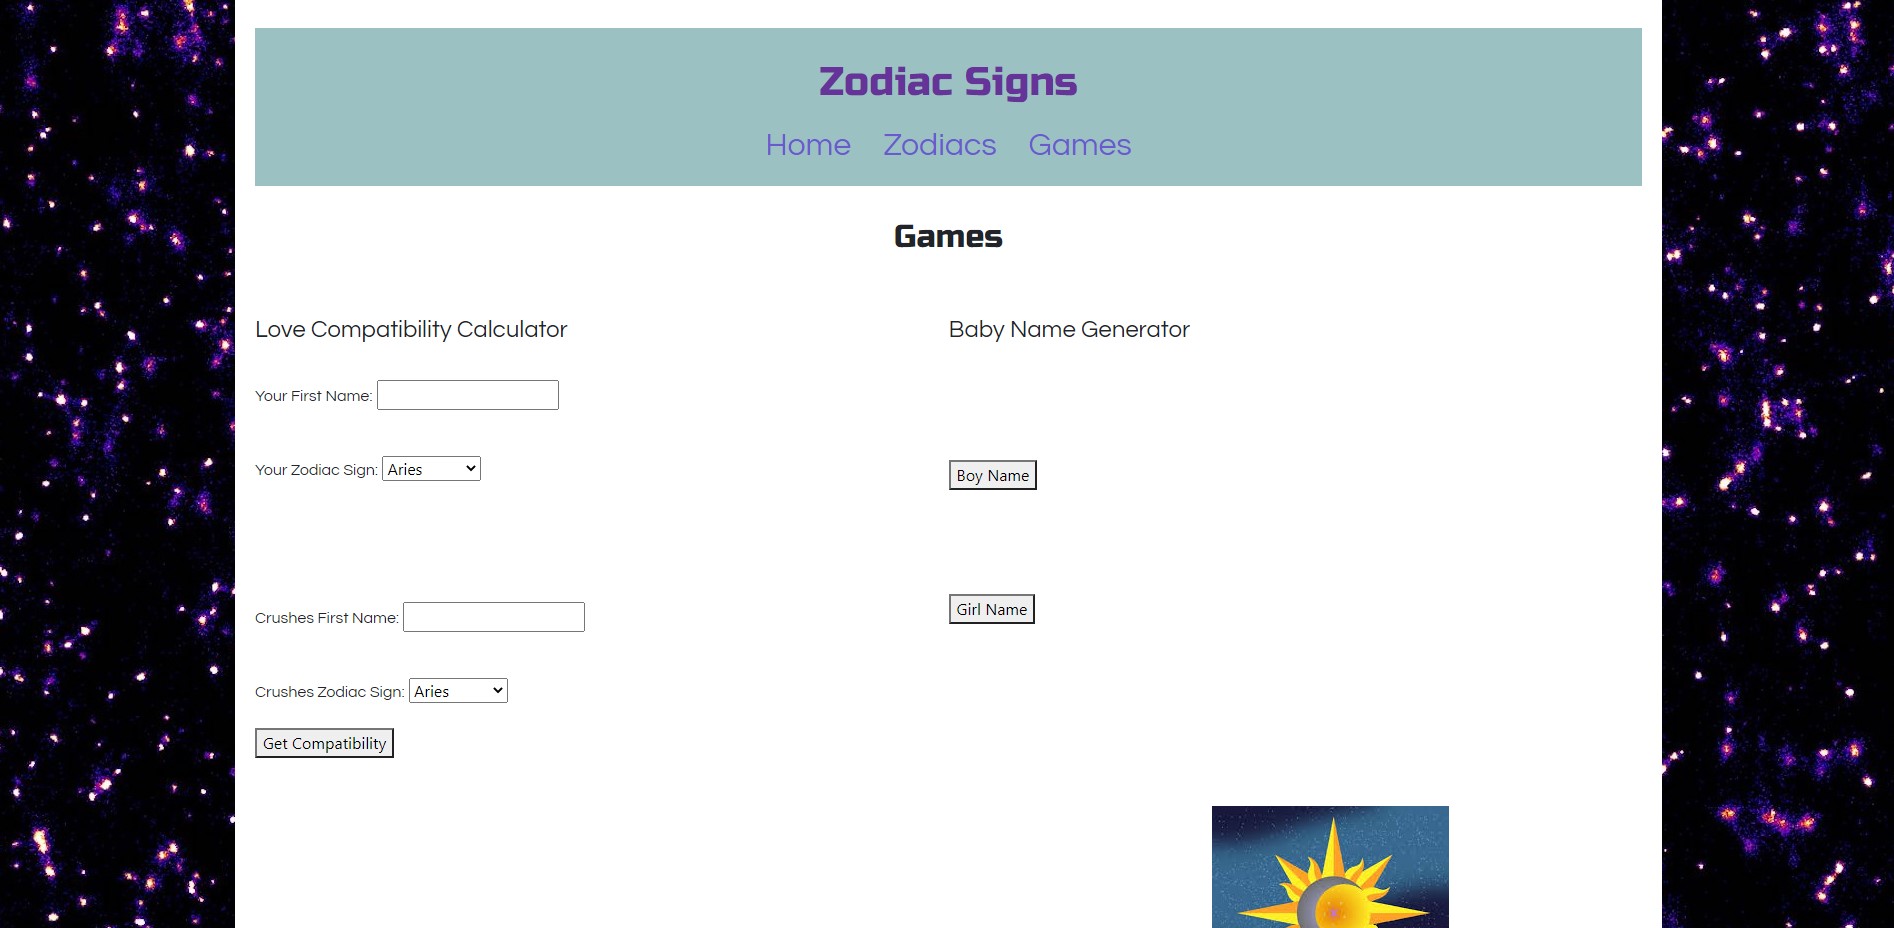 Zodiac Signs
Home Zodiacs Games
Games
Love Compatibility Calculator
Your First Name:
Your Zodiac Sign: Aries
Crushes First Name:
Crushes Zodiac Sign: Aries
Get Compatibility
Baby Name Generator
Boy Name
Girl Name